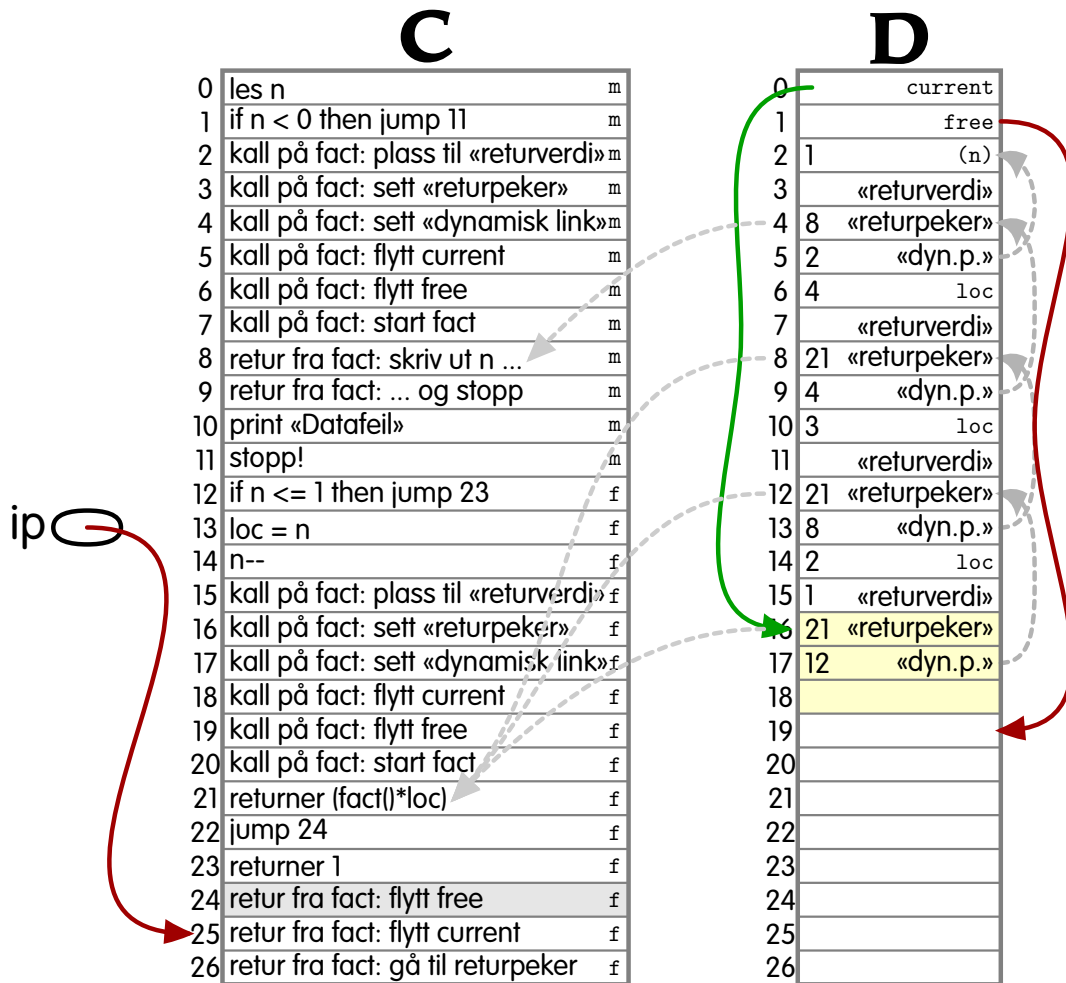 C
0 les n m
1 if n < 0 then jump 11 m
2 kall på fact: plass til «returverdi» m
3 kall på fact: sett «returpeker» m
4 kall på fact: sett «dynamisk link» m
5 kall på fact: flytt current m
6 kall på fact: flytt free m
7 kall på fact: start fact m
8 retur fra fact: skriv ut n ... m
9 retur fra fact: ... og stopp m
10 print «Datafeil» m
11 stopp! m
12 if n <= 1 then jump 23 f
ip
13 loc = n f
14 n-- f
15 kall på fact: plass til «returverdi» f
16 kall på fact: sett «returpeker» f
17 kall på fact: sett «dynamisk link» f
18 kall på fact: flytt current f
19 kall på fact: flytt free f
20 kall på fact: start fact f
21 returner (fact()*loc) f
22 jump 24 f
23 returner 1 f
24 retur fra fact: flytt free f
25 retur fra fact: flytt current f
26 retur fra fact: gå til returpeker f
D
0 current
1 free
2 1 (n)
3 «returverdi»
4 8 «returpeker»
5 2 «dyn.p.»
6 4 loc
7 «returverdi»
8 21 «returpeker»
9 4 «dyn.p.»
10 3 loc
11 «returverdi»
12 21 «returpeker»
13 8 «dyn.p.»
14 2 loc
15 1 «returverdi»
16 21 «returpeker»
17 12 «dyn.p.»
18
19
20
21
22
23
24
25
26